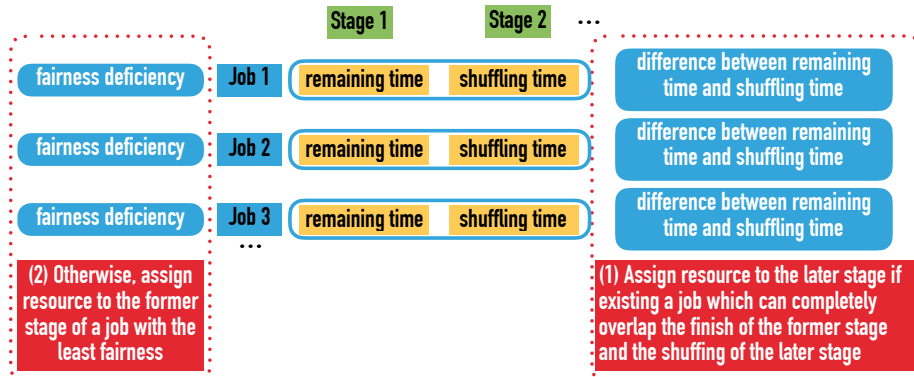 Stage 1
Stage 2
...
fairness deficiency
Job 1
remaining time
shuffling time
difference between remaining
time and shuffling time
fairness deficiency
Job 2
remaining time
shuffling time
difference between remaining
time and shuffling time
fairness deficiency
Job 3
remaining time
shuffling time
difference between remaining
time and shuffling time
...
(2) Otherwise, assign
resource to the former
stage of a job with the
least fairness
(1) Assign resource to the later stage if
existing a job which can completely
overlap the finish of the former stage
and the shuffing of the later stage